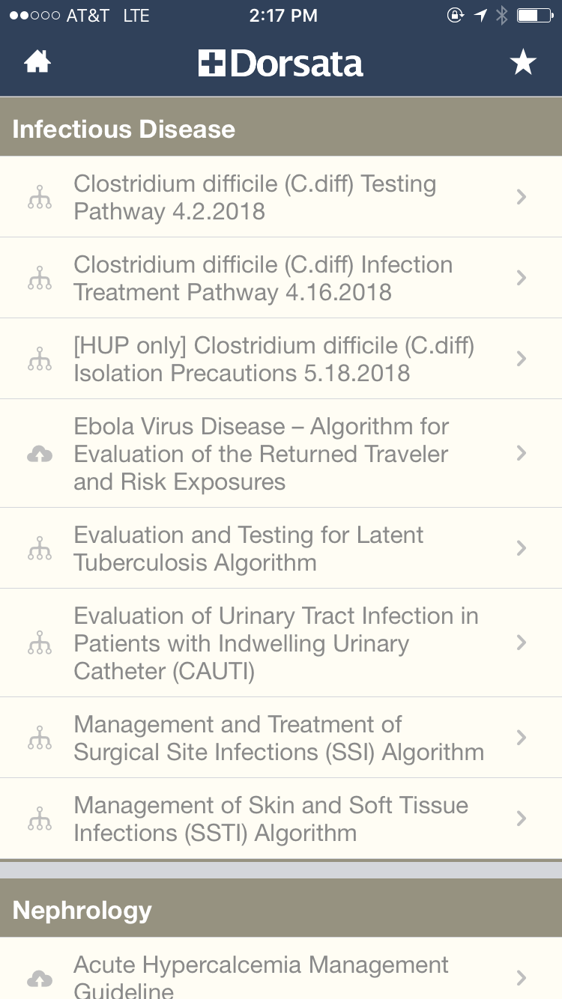 AT&T LTE 2:17 PM
Dorsata
Infectious Disease
Clostridium difficile (C.diff) Testing
Pathway 4.2.2018
Clostridium difficile (C.diff) Infection
Treatment Pathway 4.16.2018
[HUP only] Clostridium difficile (C.diff)
Isolation Precautions 5.18.2018
Ebola Virus Disease – Algorithm for
Evaluation of the Returned Traveler
and Risk Exposures
Evaluation and Testing for Latent
Tuberculosis Algorithm
Evaluation of Urinary Tract Infection in
Patients with Indwelling Urinary
Catheter (CAUTI)
Management and Treatment of
Surgical Site Infections (SSI) Algorithm
Management of Skin and Soft Tissue
Infections (SSTI) Algorithm
Nephrology
Acute Hypercalcemia Management
Guideline